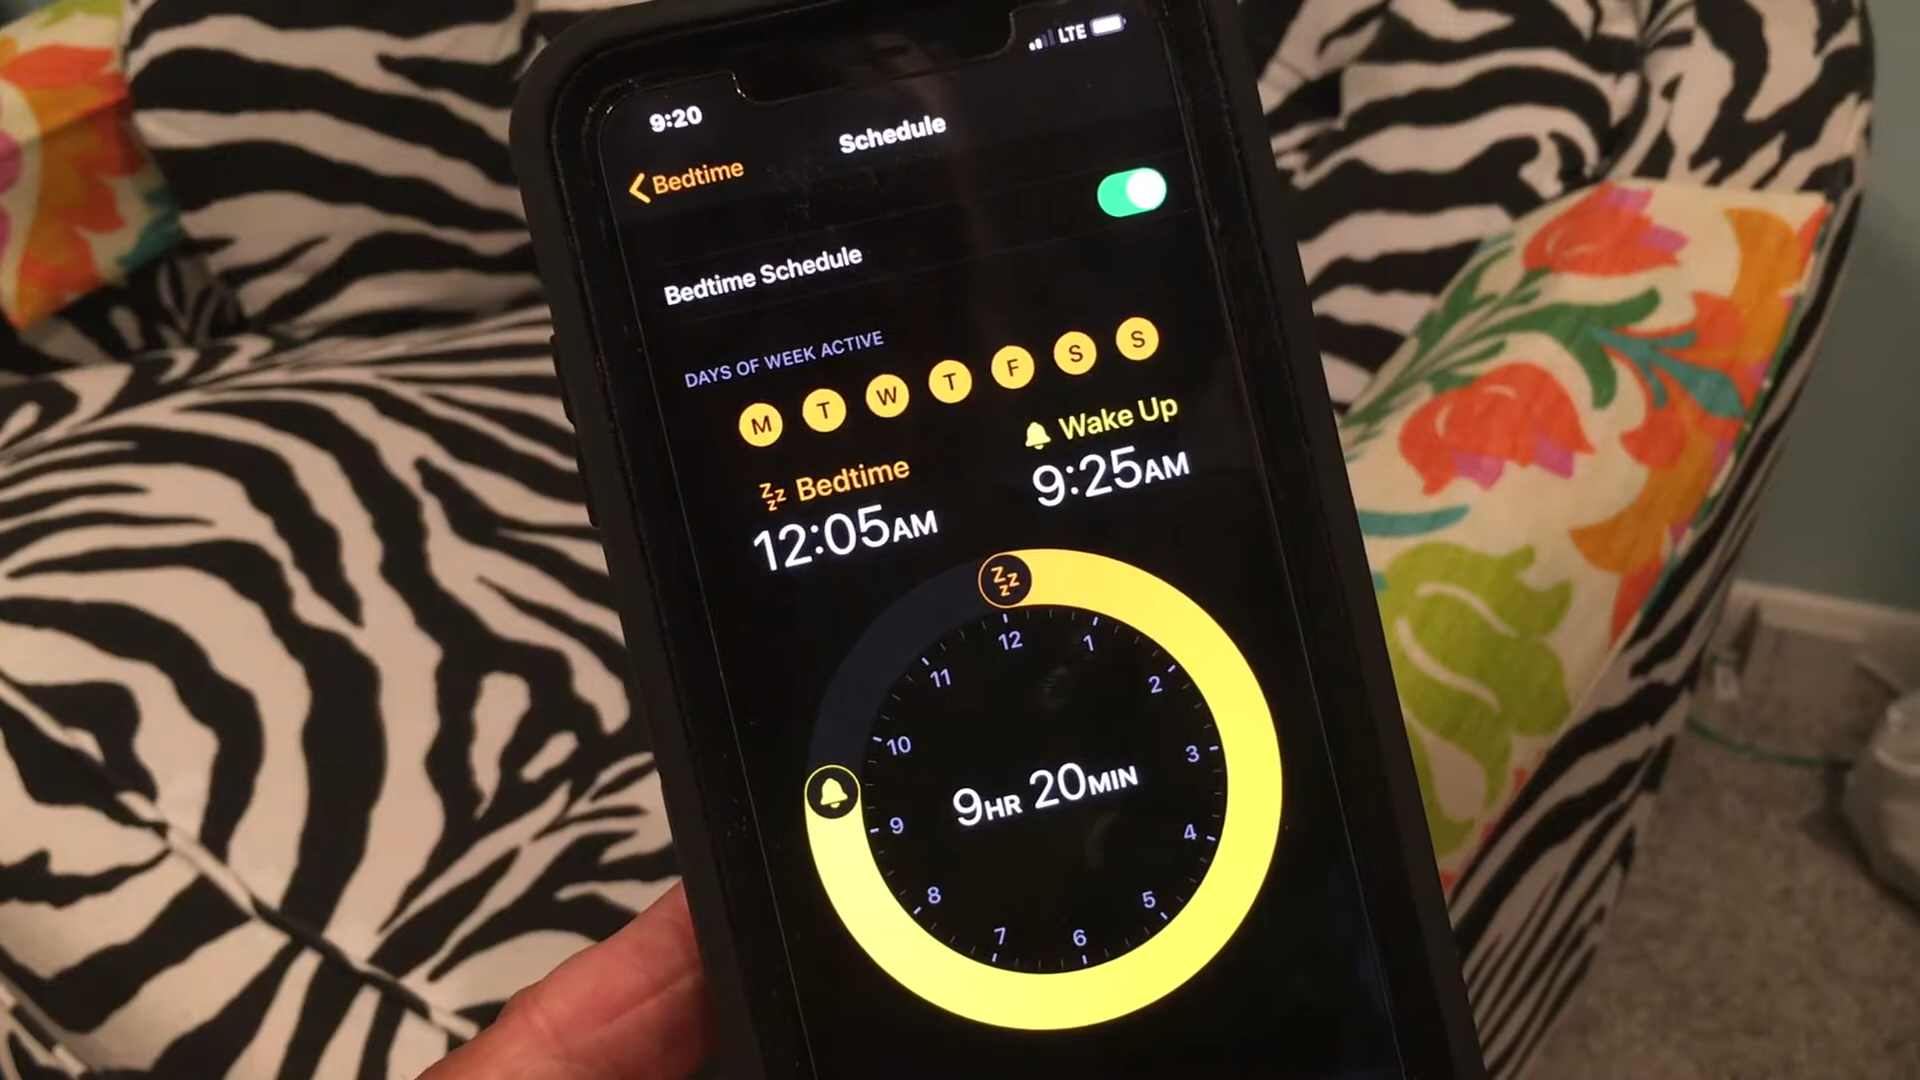 9:20
LTE
Schedule
Bedtime
Bedtime Schedule
DAYS OF WEEK ACTIVE
M T W T F S S
Bedtime
12:05AM
Wake Up
9:25AM
zzz
12
1
2
3
4
5
6
7
8
9
10
11
9HR 20MIN